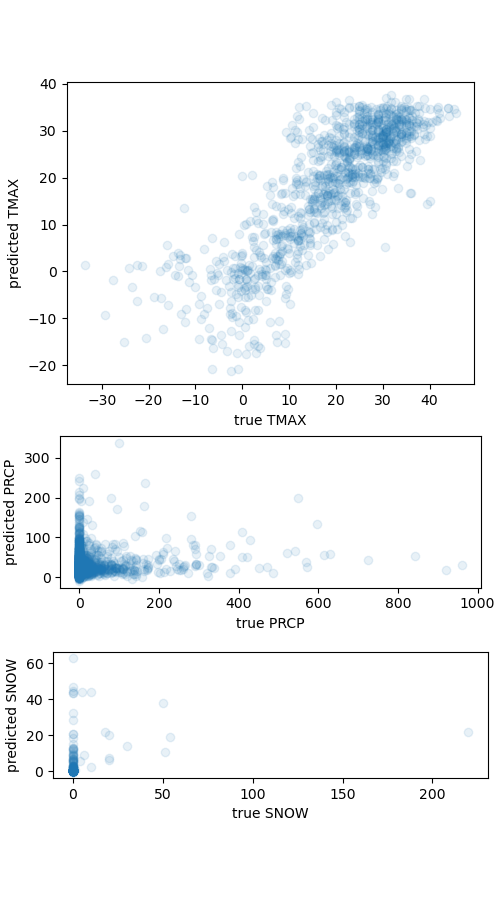 40
30
20
10
0
−10
−20
predicted TMAX
−30 −20 −10 0 10 20 30 40
true TMAX
300
200
100
0
predicted PRCP
0 200 400 600 800 1000
true PRCP
60
40
20
0
predicted SNOW
0 50 100 150 200
true SNOW